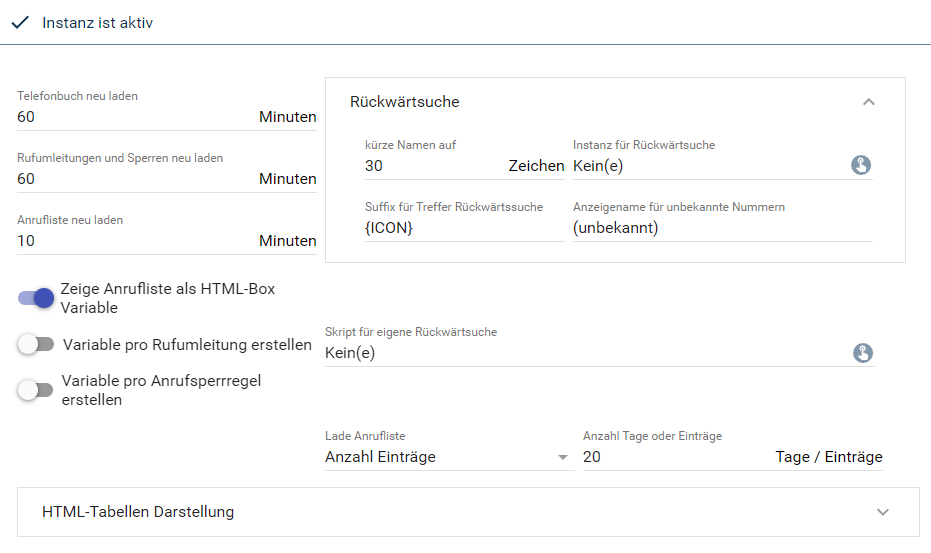 Instanz ist aktiv
Telefonbuch neu laden
60 Minuten
Rufumleitungen und Sperren neu laden
60 Minuten
Anrufliste neu laden
10 Minuten
Zeige Anrufliste als HTML-Box
Variable
Variable pro Rufumleitung erstellen
Variable pro Anrufsperrregel
erstellen
Rückwärtsuche
kürze Namen auf
30 Zeichen
Instanz für Rückwärtsuche
Kein(e)
Suffix für Treffer Rückwärtssuche
{ICON}
Anzeigename für unbekannte Nummern
(unbekannt)
Skript für eigene Rückwärtsuche
Kein(e)
Lade Anrufliste
Anzahl Einträge
Anzahl Tage oder Einträge
20 Tage / Einträge
HTML-Tabellen Darstellung